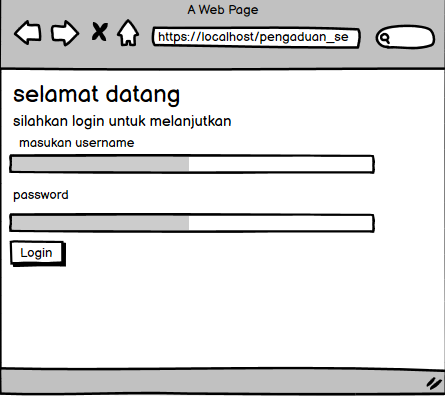 A Web Page
https://localhost/pengaduan_se
selamat datang
silahkan login untuk melanjutkan
masukan username
password
Login